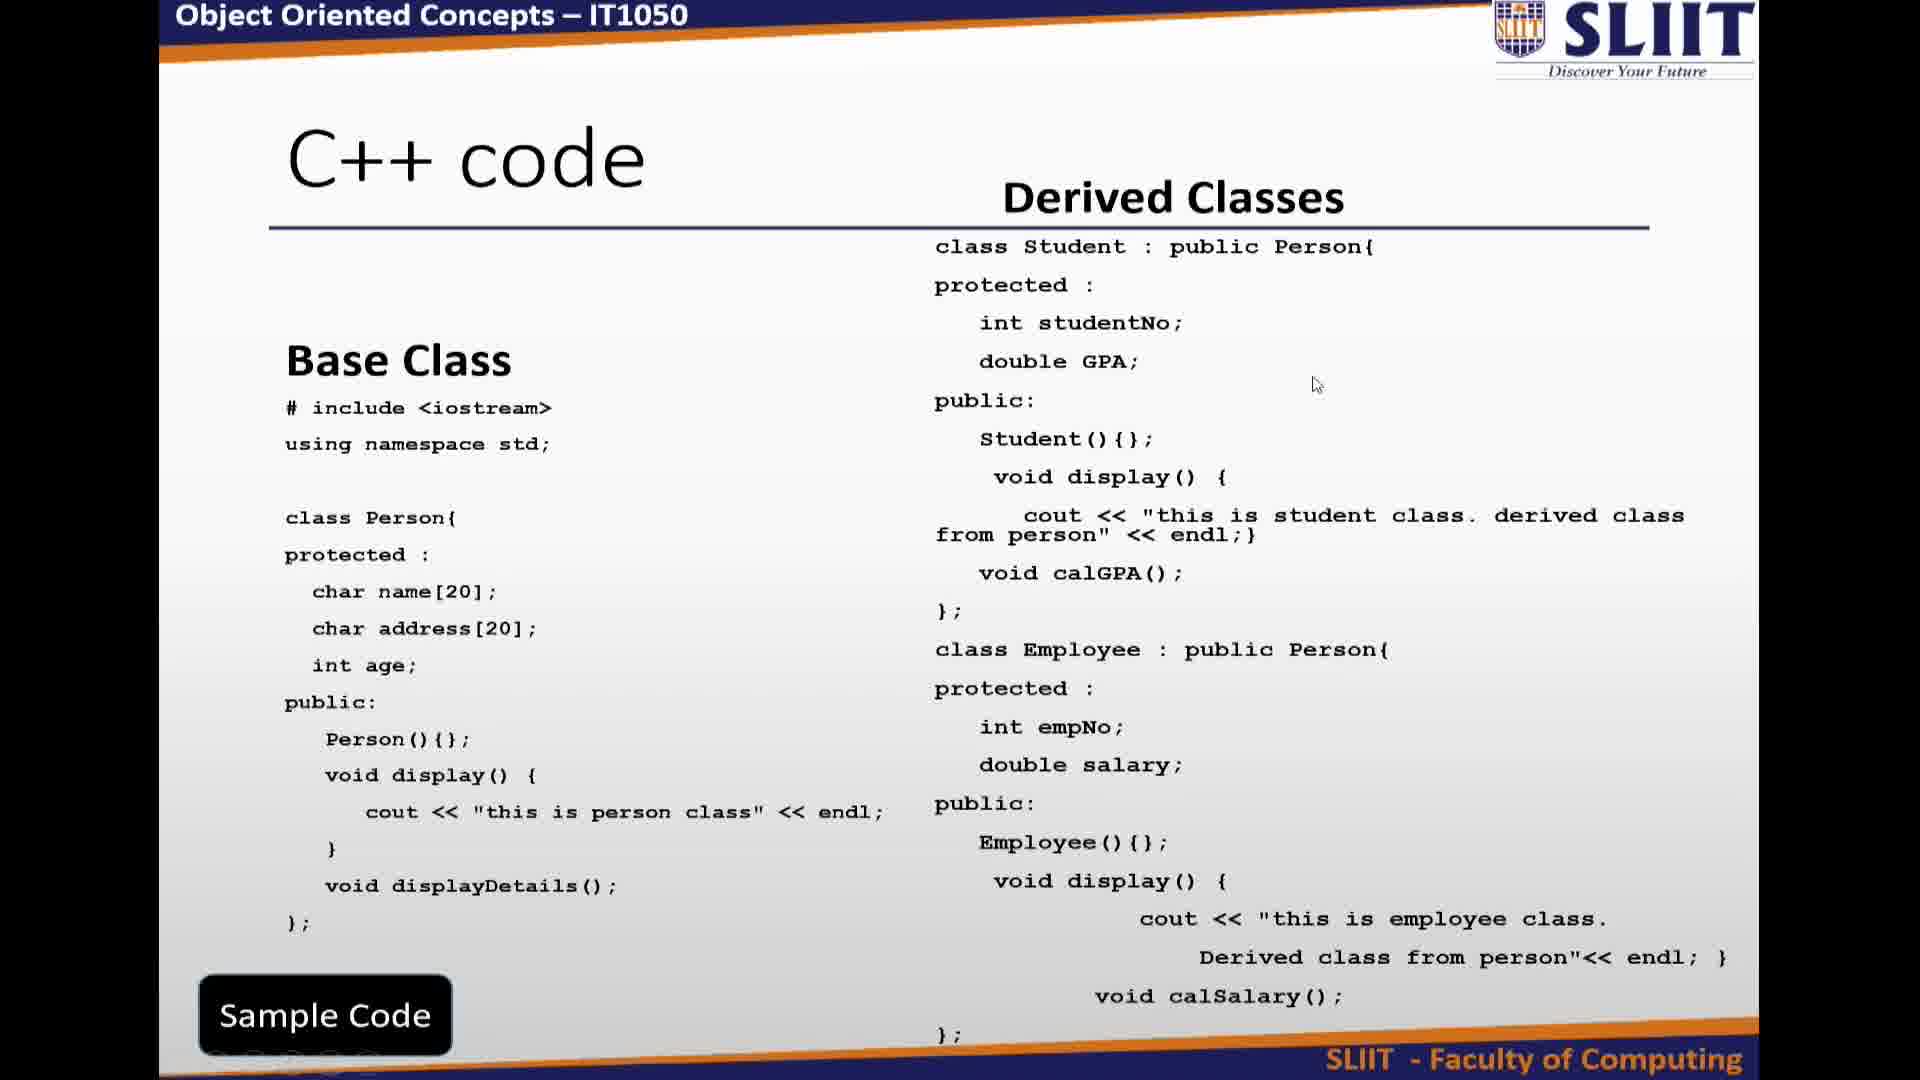 Object Oriented Concepts – IT1050
SLIIT
SLIIT
Discover Your Future
C++ code
Base Class
# include <iostream>
using namespace std;
class Person{
protected :
char name[20];
char address[20];
int age;
public:
Person(){};
void display() {
cout << "this is person class" << endl;
}
void displayDetails();
};
Sample Code
Derived Classes
class Student : public Person{
protected :
int studentNo;
double GPA;
public:
Student(){};
void display() {
cout << "this is student class. derived class
from person" << endl;}
void calGPA();
};
class Employee : public Person{
protected :
int empNo;
double salary;
public:
Employee(){};
void display() {
cout << "this is employee class.
Derived class from person"<< endl; }
void calSalary();
};
SLIIT - Faculty of Computing